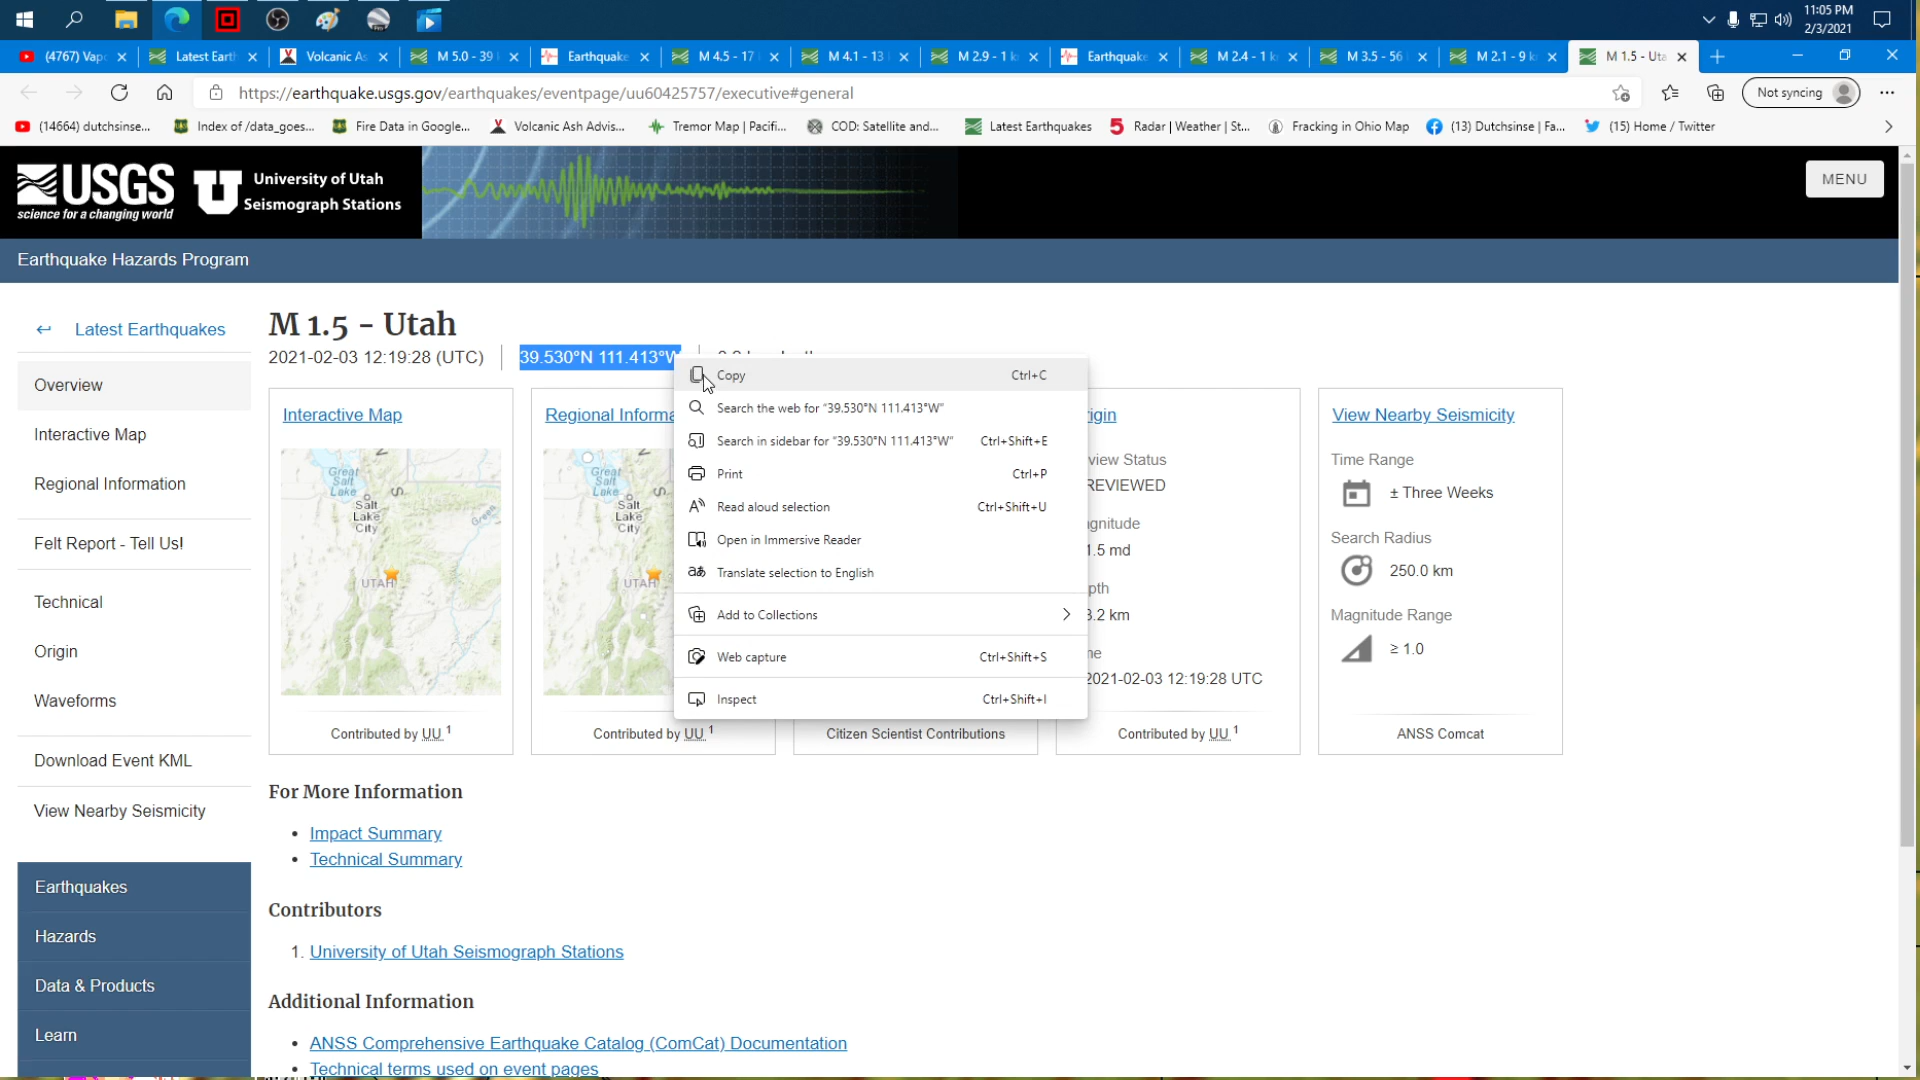 11:05 PM
2/3/2021
(4767) Vap
Latest Eart
Volcanic As
M 5.0 - 39
Earthquake
M 4.5 - 17
M 4.1 - 13
M 2.9 - 1 k
Earthquake
M 2.4 - 1 k
M 3.5 - 56
M 2.1 - 9 k
M 1.5 - Uta
https://earthquake.usgs.gov/earthquakes/eventpage/uu60425757/executive#general
Not syncing
(14664) dutchsinse...
Index of /data_goes...
Fire Data in Google...
Volcanic Ash Advis...
Tremor Map | Pacifi...
COD: Satellite and...
Latest Earthquakes
5 Radar | Weather | St...
Fracking in Ohio Map
(13) Dutchsinse | Fa...
(15) Home / Twitter
USGS
science for a changing world
U University of Utah
Seismograph Stations
MENU
Earthquake Hazards Program
Latest Earthquakes
Overview
Interactive Map
Regional Information
Felt Report - Tell Us!
Technical
Origin
Waveforms
Download Event KML
View Nearby Seismicity
Earthquakes
Hazards
Data & Products
Learn
M 1.5 - Utah
2021-02-03 12:19:28 (UTC)
39.530°N 111.413°W
Interactive Map
Great
Salt
Lake
Salt
Lake
City
Green
UTAH
Contributed by UU 1
Regional Informa
Great
Salt
Lake
Salt
Lake
City
UTAH
Contributed by UU 1
Copy Ctrl+C
Search the web for "39.530°N 111.413°W"
Search in sidebar for "39.530°N 111.413°W" Ctrl+Shift+E
Print Ctrl+P
Read aloud selection Ctrl+Shift+U
Open in Immersive Reader
Translate selection to English
Add to Collections
Web capture Ctrl+Shift+S
Inspect Ctrl+Shift+I
Citizen Scientist Contributions
igin
view Status
REVIEWED
gnitude
1.5 md
pth
3.2 km
me
2021-02-03 12:19:28 UTC
Contributed by UU 1
View Nearby Seismicity
Time Range
± Three Weeks
Search Radius
250.0 km
Magnitude Range
≥ 1.0
ANSS Comcat
For More Information
• Impact Summary
• Technical Summary
Contributors
1. University of Utah Seismograph Stations
Additional Information
• ANSS Comprehensive Earthquake Catalog (ComCat) Documentation
• Technical terms used on event pages